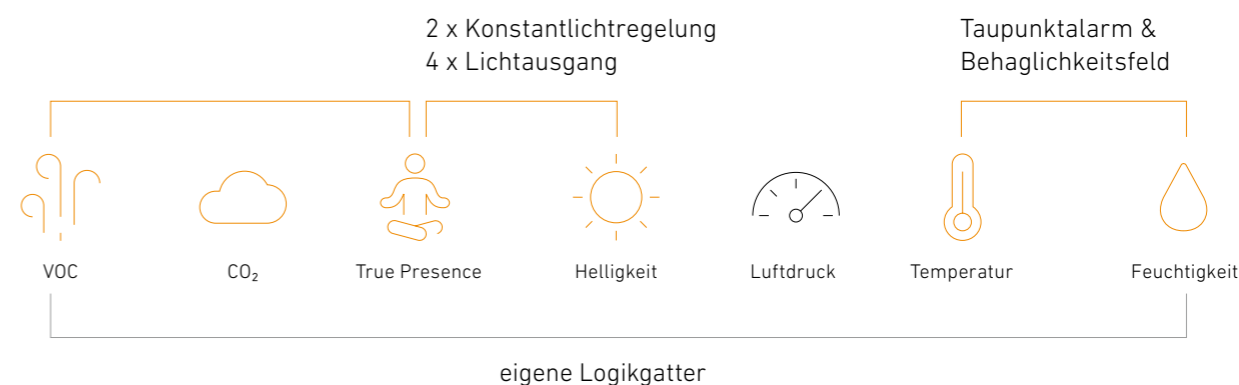 2 x Konstantlichtregelung
4 x Lichtausgang
Taupunktalarm &
Behaglichkeitsfeld
VOC
CO₂
True Presence
Helligkeit
Luftdruck
Temperatur
Feuchtigkeit
eigene Logikgatter